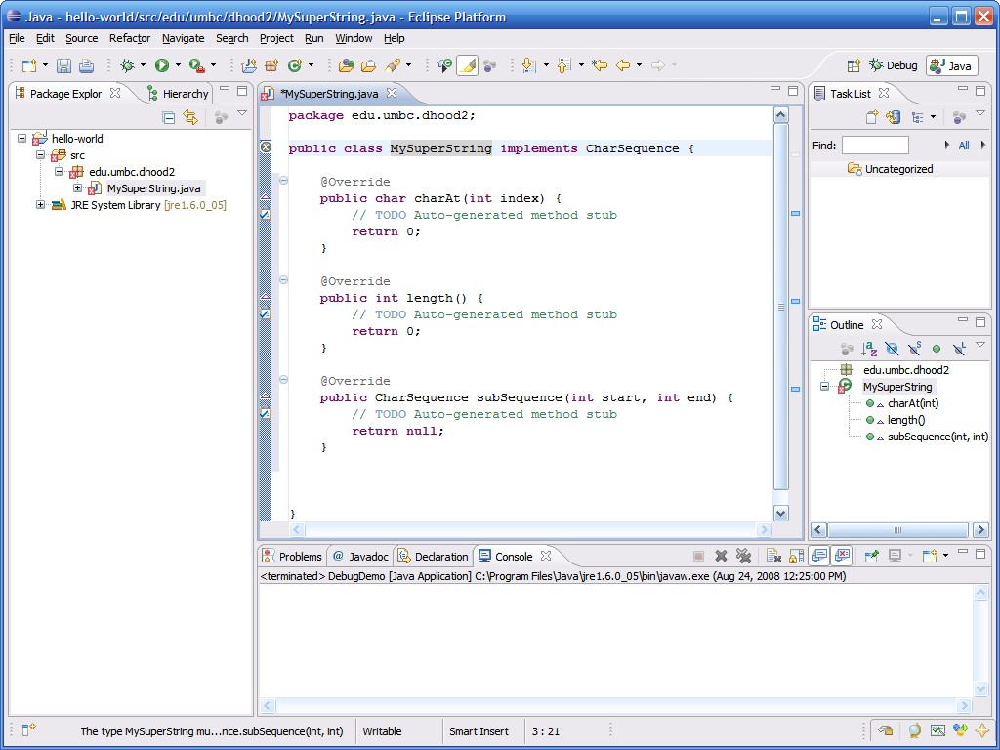 Java - hello-world/src/edu/umbc/dhood2/MySuperString.java - Eclipse Platform
File Edit Source Refactor Navigate Search Project Run Window Help
Debug Java
Package Explor Hierarchy
hello-world
src
edu.umbc.dhood2
MySuperString.java
JRE System Library [jre1.6.0_05]
*MySuperString.java
package edu.umbc.dhood2;
public class MySuperString implements CharSequence {
@Override
public char charAt(int index) {
// TODO Auto-generated method stub
return 0;
}
@Override
public int length() {
// TODO Auto-generated method stub
return 0;
}
@Override
public CharSequence subSequence(int start, int end) {
// TODO Auto-generated method stub
return null;
}
}
Task List
Find: All
Uncategorized
Outline
edu.umbc.dhood2
MySuperString
charAt(int)
length()
subSequence(int, int)
Problems @ Javadoc Declaration Console
<terminated> DebugDemo [Java Application] C:\Program Files\Java\jre1.6.0_05\bin\javaw.exe (Aug 24, 2008 12:25:00 PM)
The type MySuperString mu...nce.subSequence(int, int) Writable Smart Insert 3 : 21